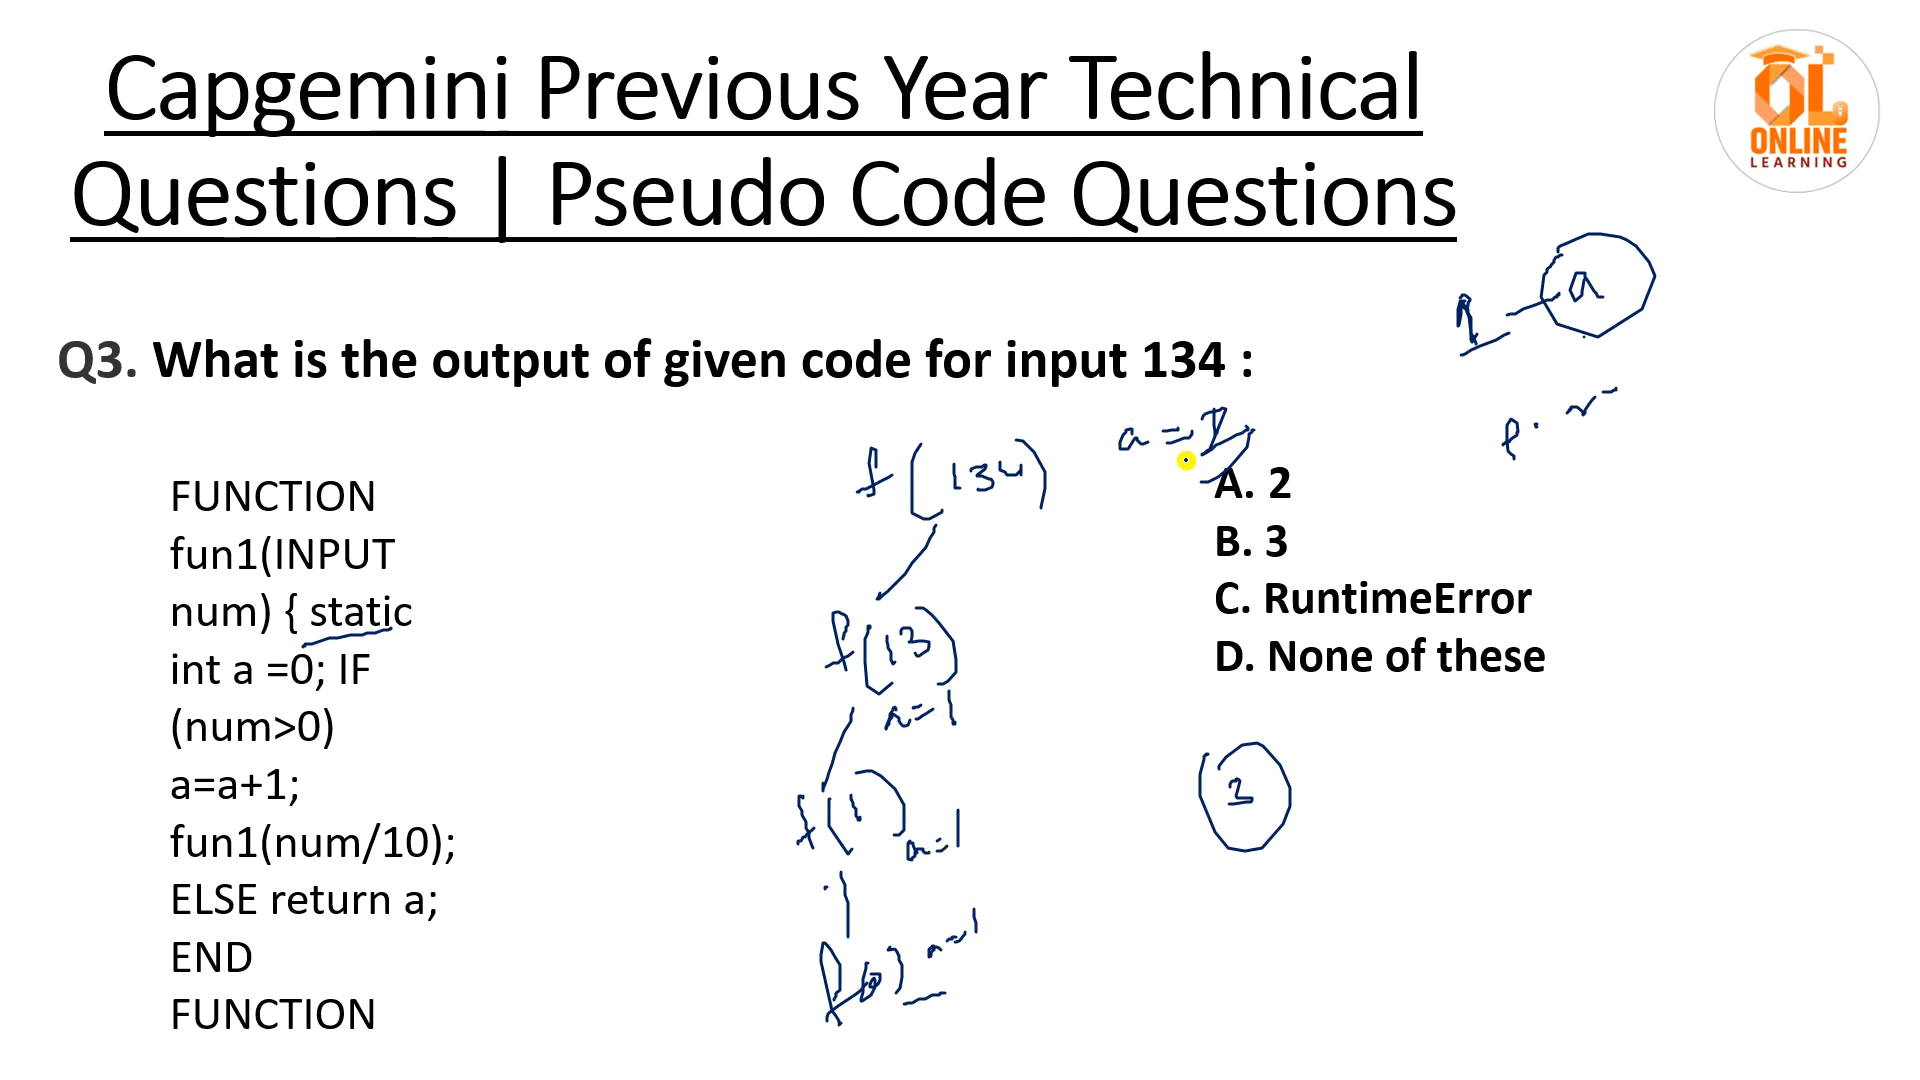 Capgemini Previous Year Technical
Questions | Pseudo Code Questions
OL
ONLINE
LEARNING
a
Q3. What is the output of given code for input 134 :
a =
f(134)
FUNCTION
fun1(INPUT
num) { static
int a =0; IF
(num>0)
a=a+1;
fun1(num/10);
ELSE return a;
END
FUNCTION
f(13)
a=1
f(1)
a=1
a=1
A. 2
B. 3
C. RuntimeError
D. None of these